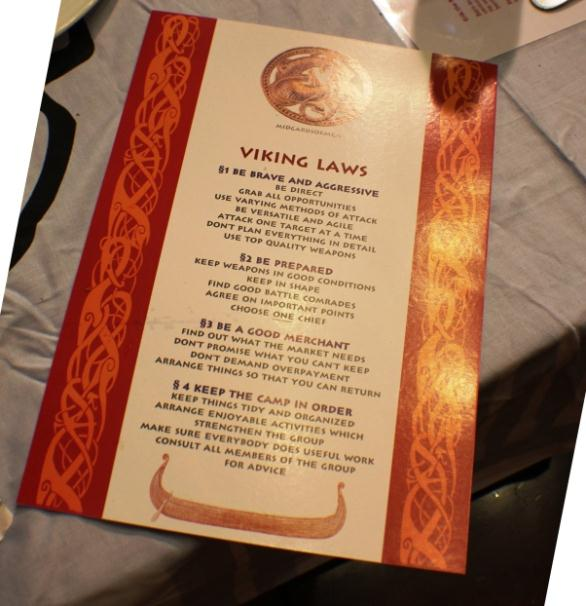 MIDGARDSORMEN
VIKING LAWS
§1 BE BRAVE AND AGGRESSIVE
BE DIRECT
GRAB ALL OPPORTUNITIES
USE VARYING METHODS OF ATTACK
BE VERSATILE AND AGILE
ATTACK ONE TARGET AT A TIME
DON'T PLAN EVERYTHING IN DETAIL
USE TOP QUALITY WEAPONS
§2 BE PREPARED
KEEP WEAPONS IN GOOD CONDITIONS
KEEP IN SHAPE
FIND GOOD BATTLE COMRADES
AGREE ON IMPORTANT POINTS
CHOOSE ONE CHIEF
§3 BE A GOOD MERCHANT
FIND OUT WHAT THE MARKET NEEDS
DON'T PROMISE WHAT YOU CAN'T KEEP
DON'T DEMAND OVERPAYMENT
ARRANGE THINGS SO THAT YOU CAN RETURN
§ 4 KEEP THE CAMP IN ORDER
KEEP THINGS TIDY AND ORGANIZED
ARRANGE ENJOYABLE ACTIVITIES WHICH
STRENGTHEN THE GROUP
MAKE SURE EVERYBODY DOES USEFUL WORK
CONSULT ALL MEMBERS OF THE GROUP
FOR ADVICE